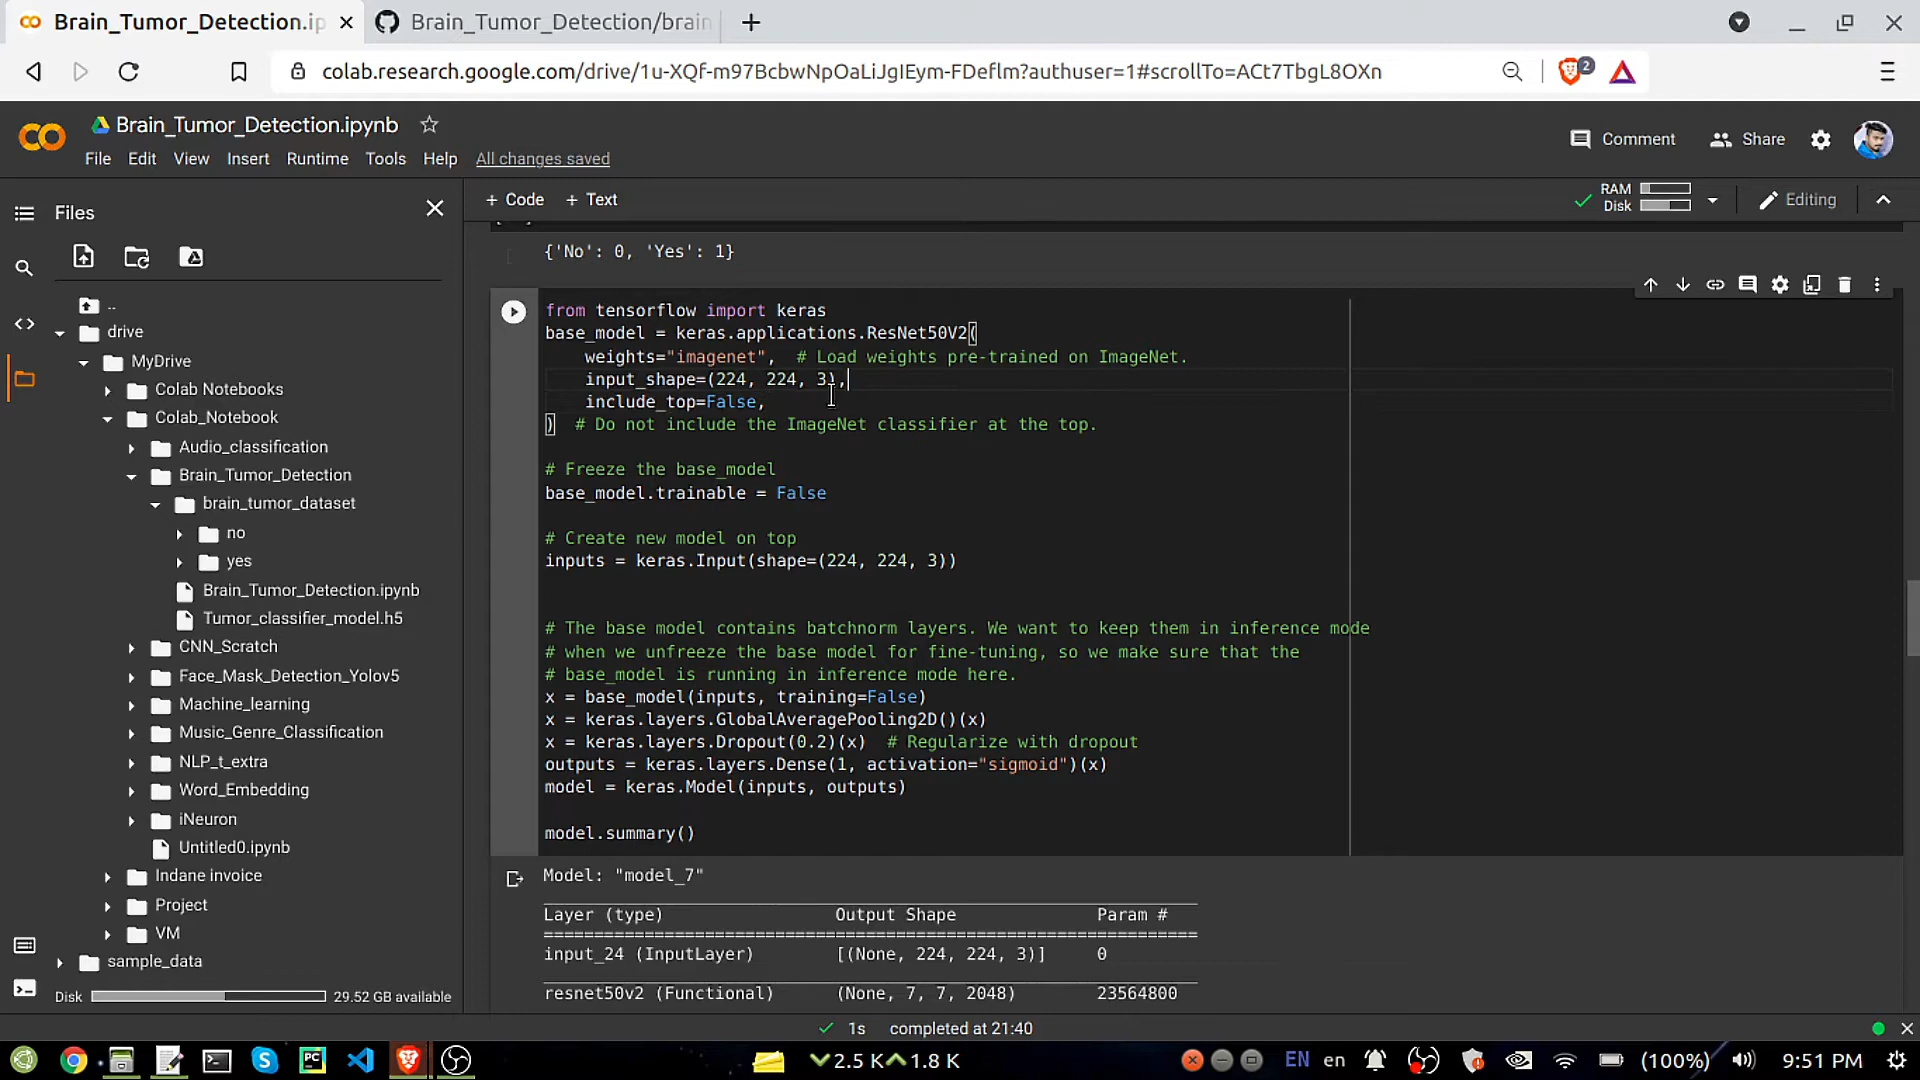 Brain_Tumor_Detection.ip
Brain_Tumor_Detection/brain
colab.research.google.com/drive/1u-XQf-m97BcbwNpOaLiJgIEym-FDeflm?authuser=1#scrollTo=ACt7TbgL8OXn
2
Brain_Tumor_Detection.ipynb
Comment
Share
File Edit View Insert Runtime Tools Help All changes saved
Files
+ Code + Text
RAM
Disk
Editing
{'No': 0, 'Yes': 1}
..
drive
MyDrive
Colab Notebooks
Colab_Notebook
Audio_classification
Brain_Tumor_Detection
brain_tumor_dataset
no
yes
Brain_Tumor_Detection.ipynb
Tumor_classifier_model.h5
CNN_Scratch
Face_Mask_Detection_Yolov5
Machine_learning
Music_Genre_Classification
NLP_t_extra
Word_Embedding
iNeuron
Untitled0.ipynb
Indane invoice
Project
VM
sample_data
Disk 29.52 GB available
from tensorflow import keras
base_model = keras.applications.ResNet50V2(
weights="imagenet", # Load weights pre-trained on ImageNet.
input_shape=(224, 224, 3),
include_top=False,
) # Do not include the ImageNet classifier at the top.
# Freeze the base_model
base_model.trainable = False
# Create new model on top
inputs = keras.Input(shape=(224, 224, 3))
# The base model contains batchnorm layers. We want to keep them in inference mode
# when we unfreeze the base model for fine-tuning, so we make sure that the
# base_model is running in inference mode here.
x = base_model(inputs, training=False)
x = keras.layers.GlobalAveragePooling2D()(x)
x = keras.layers.Dropout(0.2)(x) # Regularize with dropout
outputs = keras.layers.Dense(1, activation="sigmoid")(x)
model = keras.Model(inputs, outputs)
model.summary()
Model: "model_7"
Layer (type) Output Shape Param #
input_24 (InputLayer) [(None, 224, 224, 3)] 0
resnet50v2 (Functional) (None, 7, 7, 2048) 23564800
1s completed at 21:40
2.5 K 1.8 K
EN en (100%) 9:51 PM